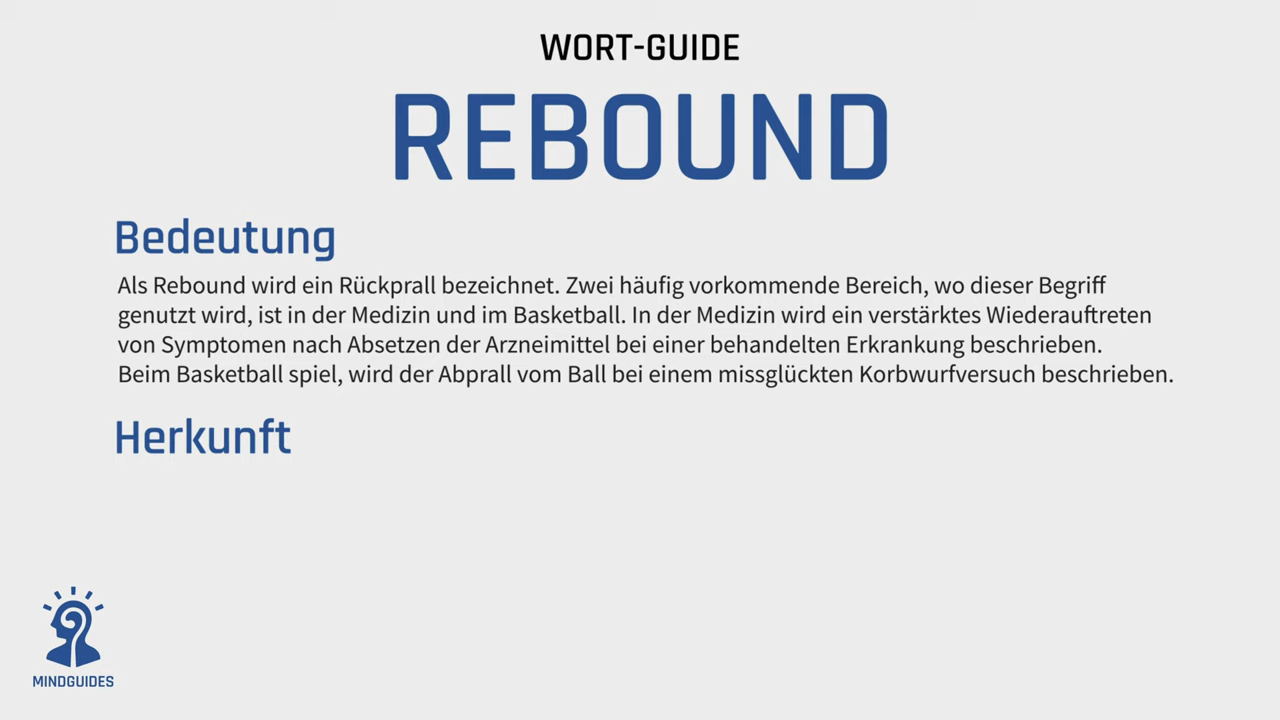 WORT-GUIDE
REBOUND
Bedeutung
Als Rebound wird ein Rückprall bezeichnet. Zwei häufig vorkommende Bereich, wo dieser Begriff
genutzt wird, ist in der Medizin und im Basketball. In der Medizin wird ein verstärktes Wiederauftreten
von Symptomen nach Absetzen der Arzneimittel bei einer behandelten Erkrankung beschrieben.
Beim Basketball spiel, wird der Abprall vom Ball bei einem missglückten Korbwurfversuch beschrieben.
Herkunft
MINDGUIDES